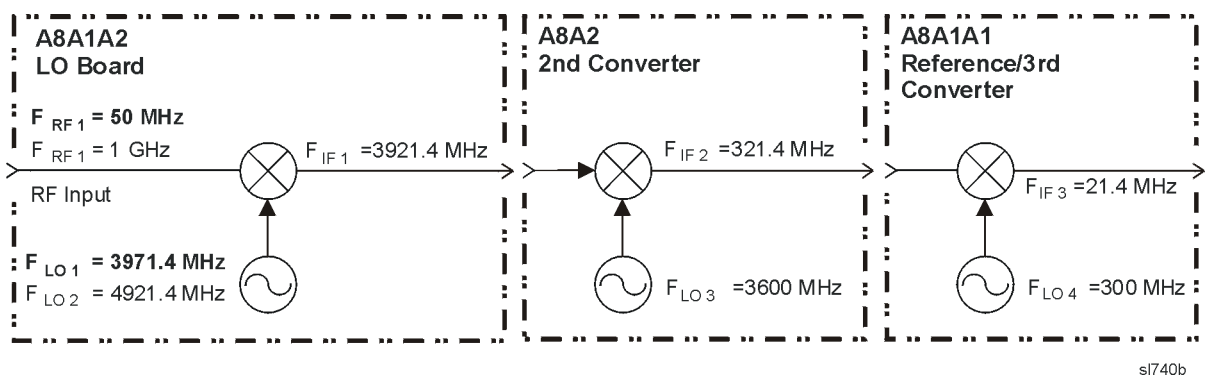 A8A1A2
LO Board
F RF 1 = 50 MHz
F RF 1 = 1 GHz
RF Input
F IF 1 =3921.4 MHz
F LO 1 = 3971.4 MHz
F LO 2 = 4921.4 MHz
A8A2
2nd Converter
F IF 2 =321.4 MHz
F LO 3 =3600 MHz
A8A1A1
Reference/3rd
Converter
F IF 3 =21.4 MHz
F LO 4 =300 MHz
sl740b